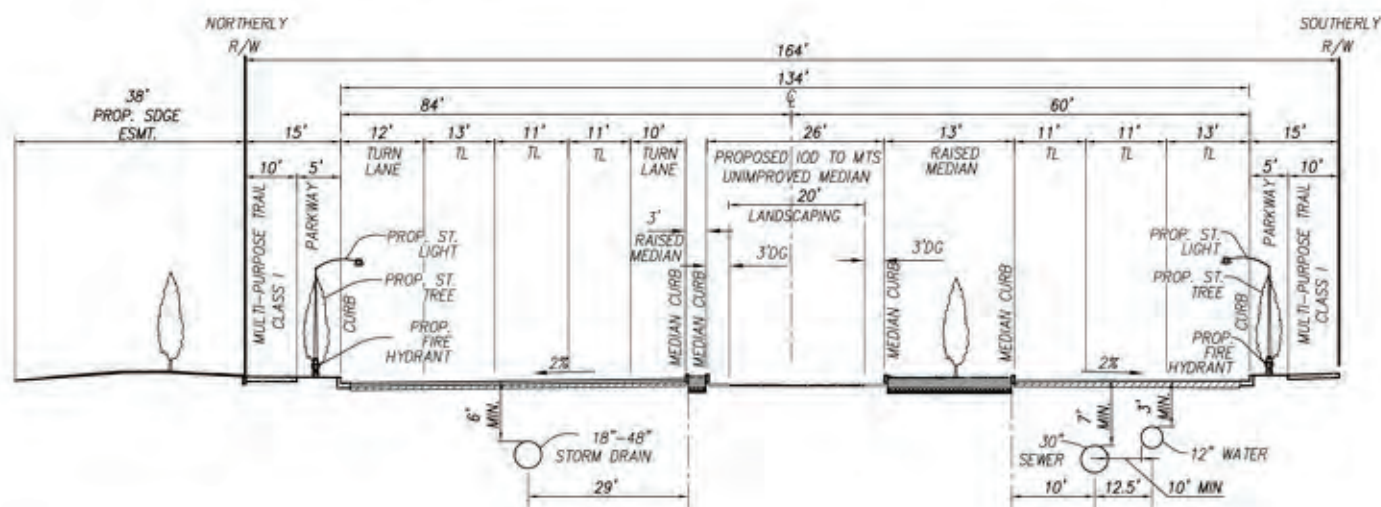 NORTHERLY
R/W
SOUTHERLY
R/W
164'
134'
℄
84'
60'
38'
PROP. SDGE
ESMT.
15'
12'
TURN
LANE
13'
TL
11'
TL
11'
TL
10'
TURN
LANE
26'
PROPOSED IOD TO MTS
UNIMPROVED MEDIAN
13'
RAISED
MEDIAN
11'
TL
11'
TL
13'
TL
15'
10'
5'
5'
10'
MULTI-PURPOSE TRAIL
CLASS I
PARKWAY
CURB
PROP. ST.
LIGHT
PROP. ST.
TREE
PROP.
FIRE
HYDRANT
3'
RAISED
MEDIAN
MEDIAN CURB
MEDIAN CURB
20'
LANDSCAPING
3'DG
3'DG
MEDIAN CURB
MEDIAN CURB
PROP. ST.
LIGHT
PROP. ST.
TREE
PROP.
FIRE
HYDRANT
CURB
PARKWAY
MULTI-PURPOSE TRAIL
CLASS I
2%
2%
6'
MIN.
18"-48"
STORM DRAIN
29'
7'
MIN.
3'
MIN.
30"
SEWER
12" WATER
10'
12.5'
10' MIN.